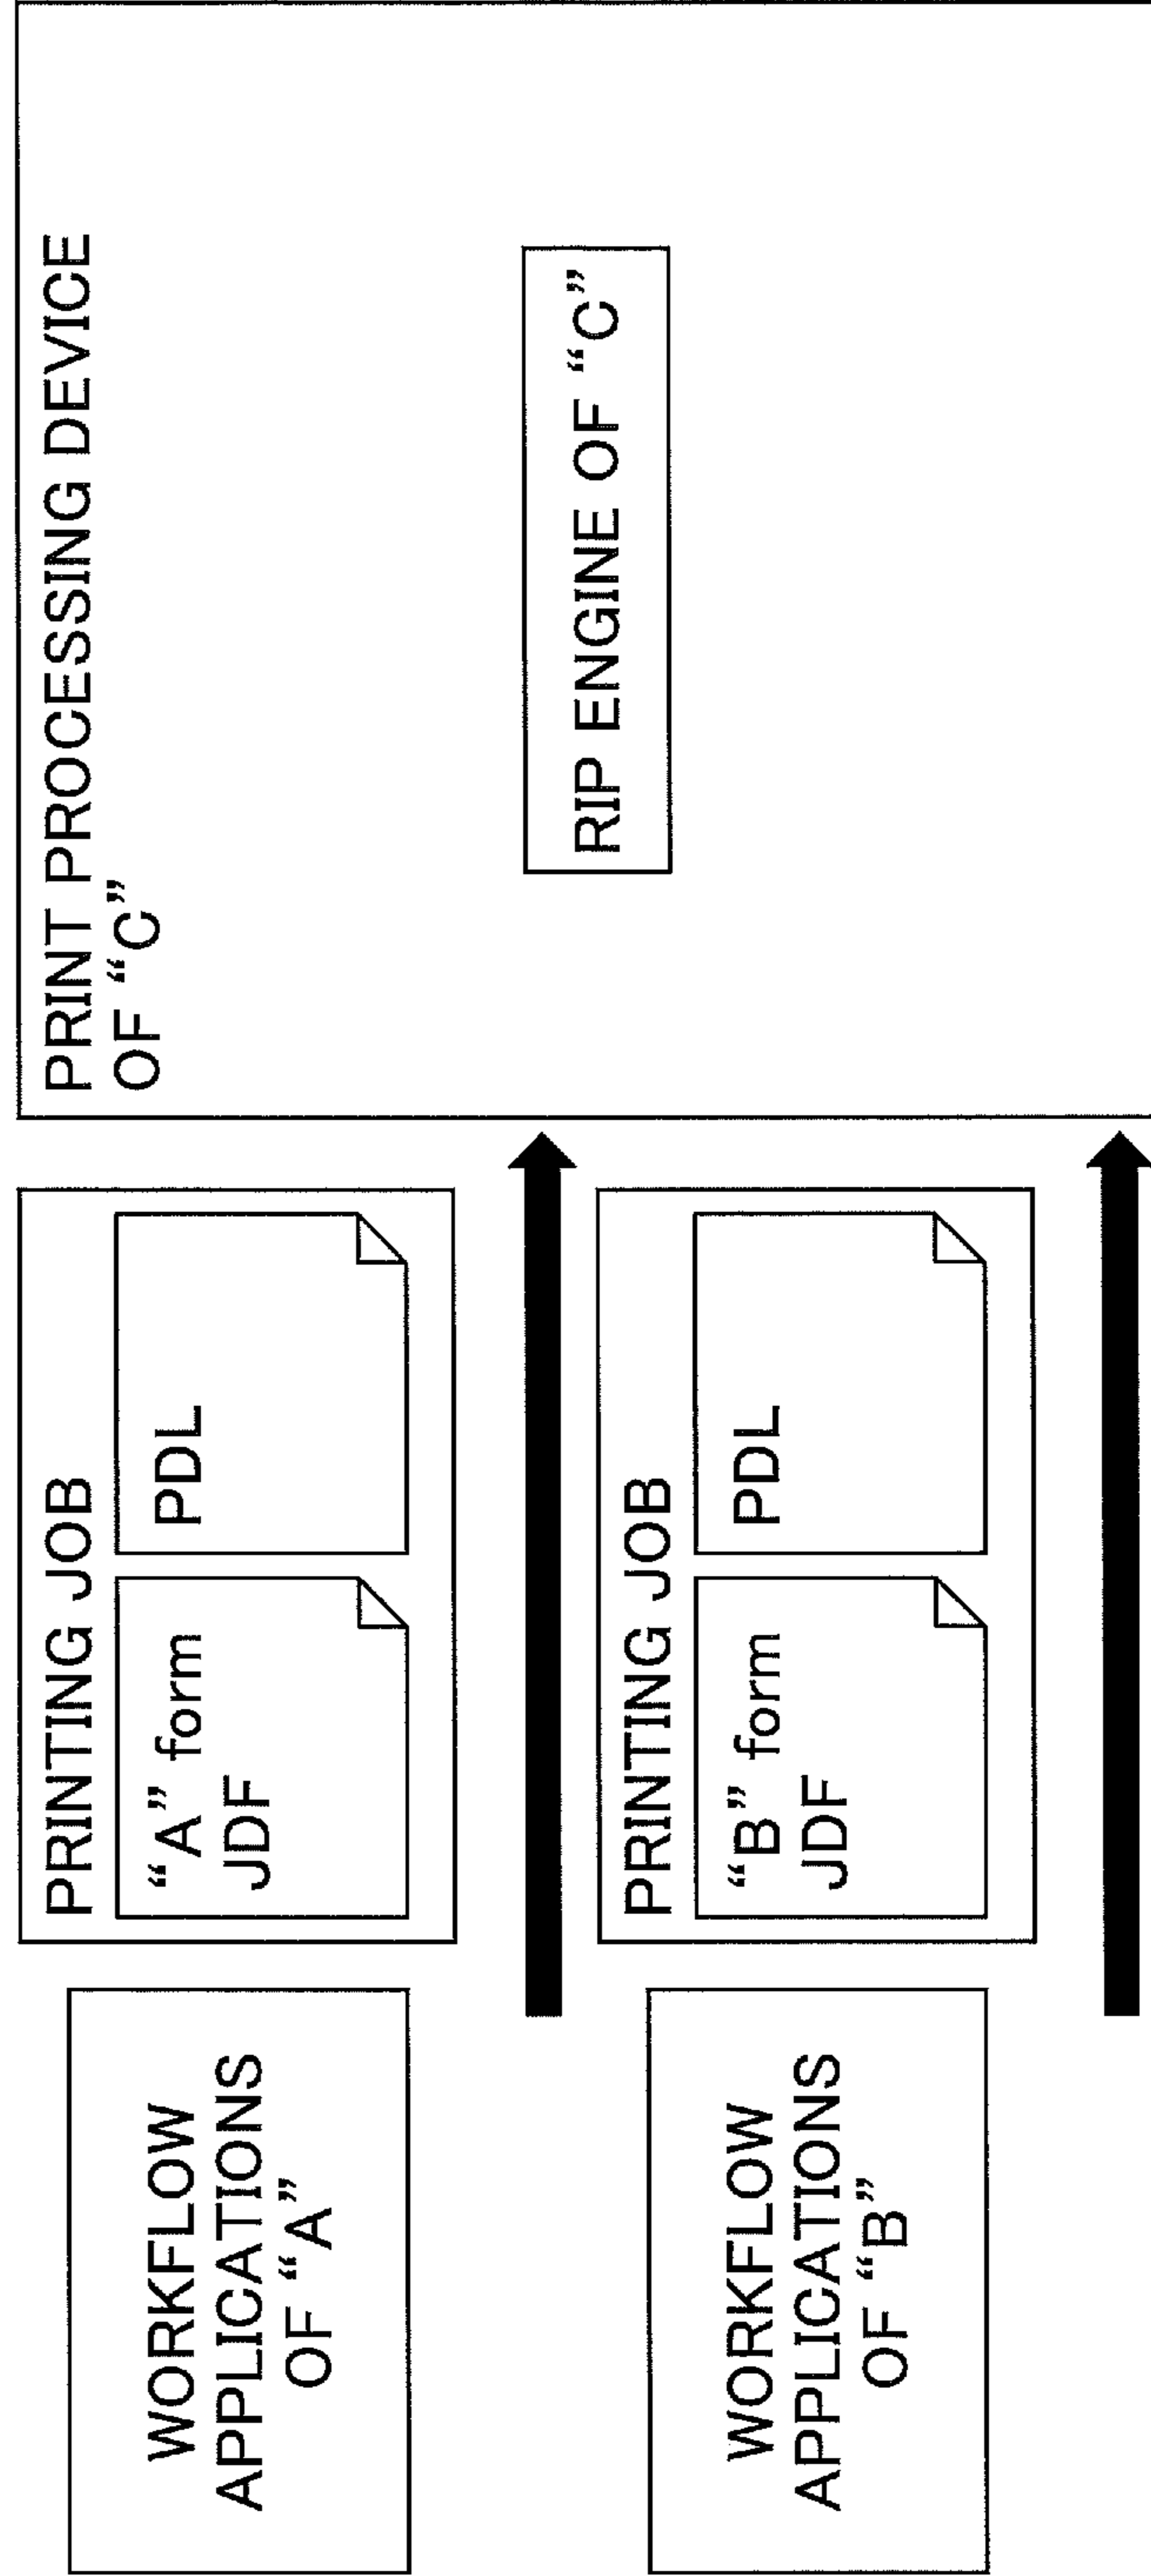 WORKFLOW
APPLICATIONS
OF “A”
PRINTING JOB
“A” form
JDF
PDL
WORKFLOW
APPLICATIONS
OF “B”
PRINTING JOB
“B” form
JDF
PDL
PRINT PROCESSING DEVICE
OF “C”
RIP ENGINE OF “C”